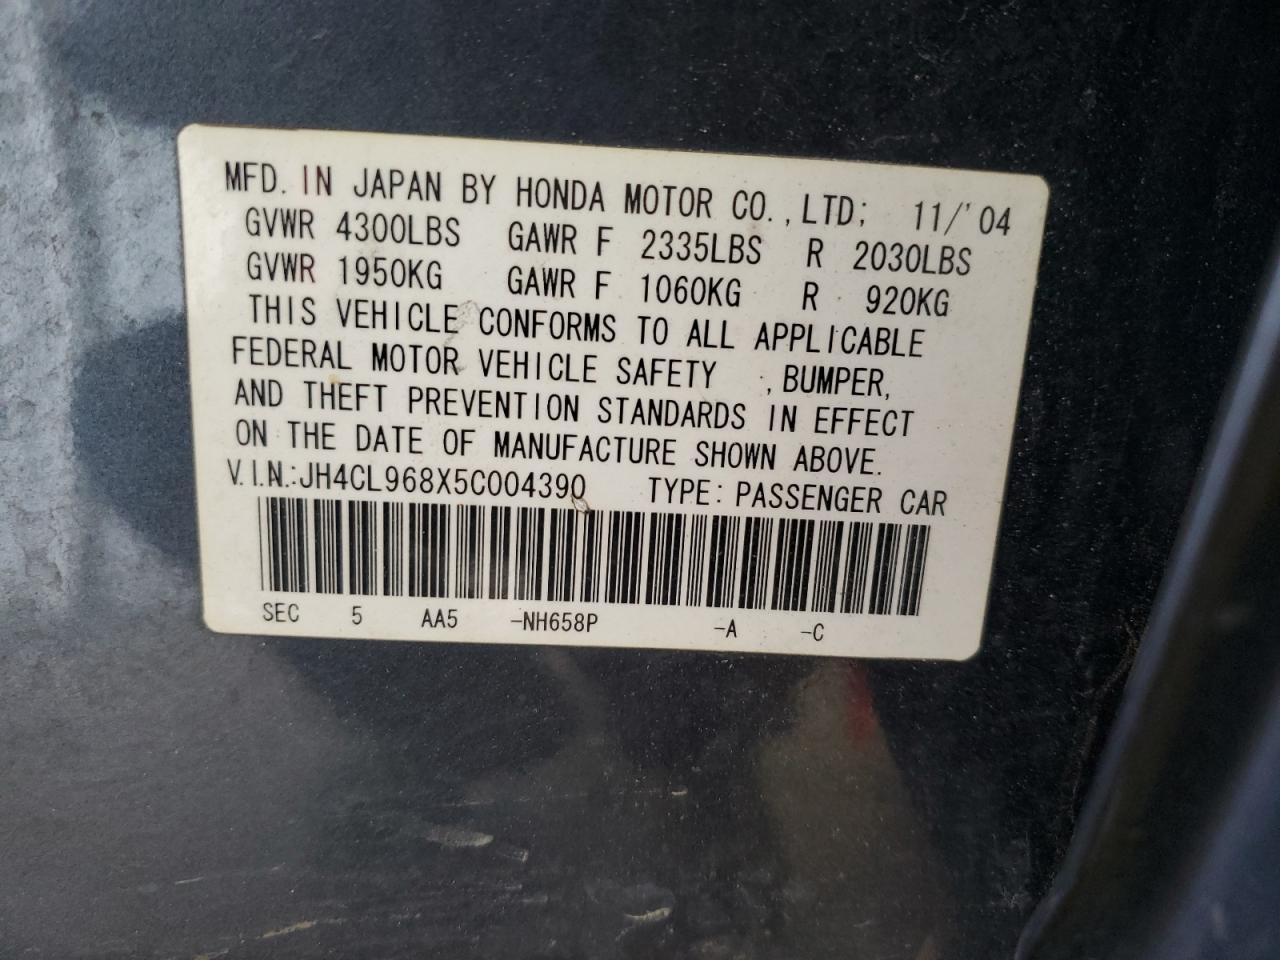 MFD. IN JAPAN BY HONDA MOTOR CO., LTD; 11/'04
GVWR 4300LBS GAWR F 2335LBS R 2030LBS
GVWR 1950KG GAWR F 1060KG R 920KG
THIS VEHICLE CONFORMS TO ALL APPLICABLE
FEDERAL MOTOR VEHICLE SAFETY , BUMPER,
AND THEFT PREVENTION STANDARDS IN EFFECT
ON THE DATE OF MANUFACTURE SHOWN ABOVE.
V.I.N.:JH4CL968X5C004390 TYPE: PASSENGER CAR
SEC 5 AA5 -NH658P -A -C